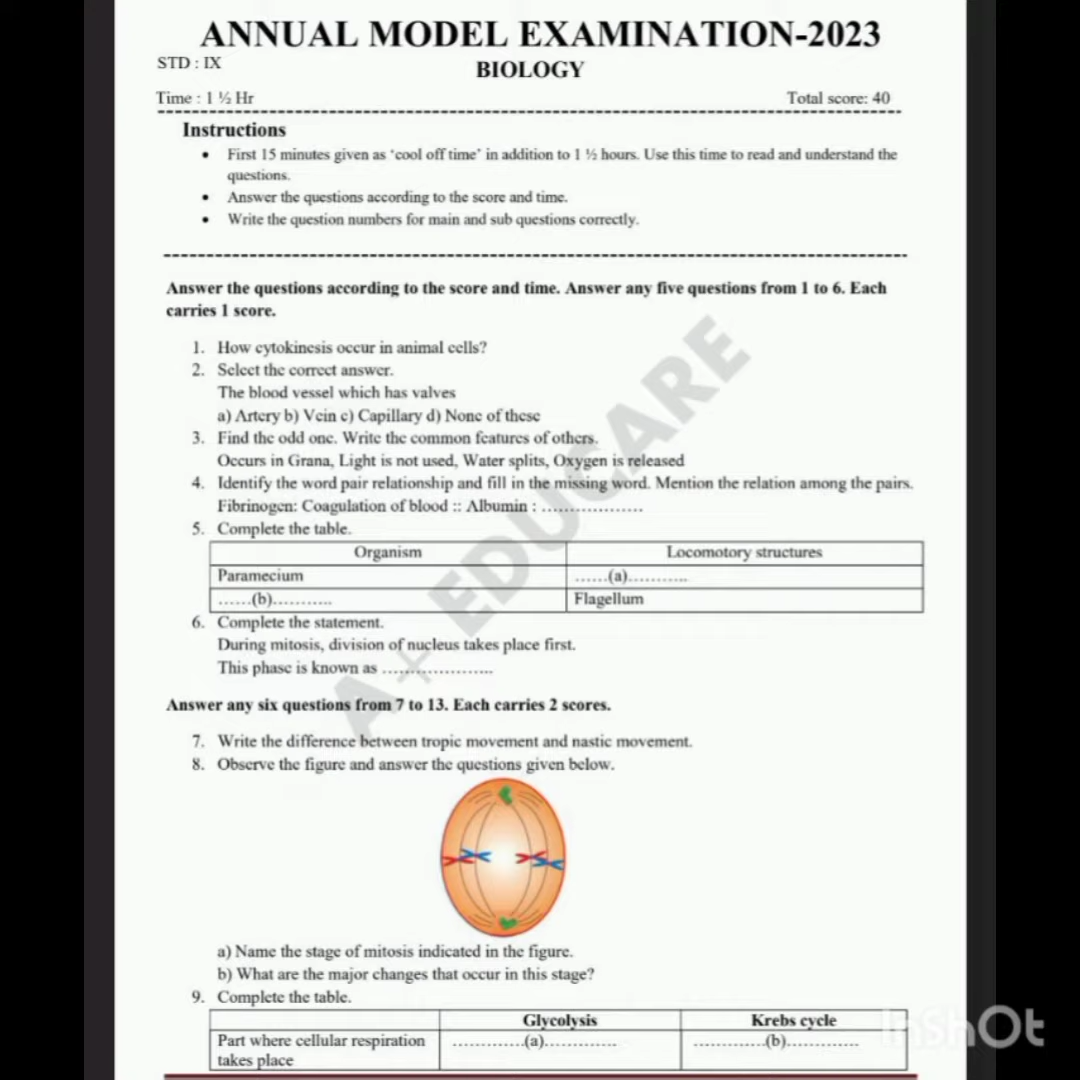 ANNUAL MODEL EXAMINATION-2023
STD : IX
BIOLOGY
Time : 1 ½ Hr Total score: 40
Instructions
• First 15 minutes given as ‘cool off time’ in addition to 1 ½ hours. Use this time to read and understand the
questions.
• Answer the questions according to the score and time.
• Write the question numbers for main and sub questions correctly.
Answer the questions according to the score and time. Answer any five questions from 1 to 6. Each
carries 1 score.
1. How cytokinesis occur in animal cells?
2. Select the correct answer.
The blood vessel which has valves
a) Artery b) Vein c) Capillary d) None of these
3. Find the odd one. Write the common features of others.
Occurs in Grana, Light is not used, Water splits, Oxygen is released
4. Identify the word pair relationship and fill in the missing word. Mention the relation among the pairs.
Fibrinogen: Coagulation of blood :: Albumin : ..................
5. Complete the table.
Organism Locomotory structures
Paramecium ......(a)...........
......(b)........... Flagellum
6. Complete the statement.
During mitosis, division of nucleus takes place first.
This phase is known as ....................
A+ EDUCARE
Answer any six questions from 7 to 13. Each carries 2 scores.
7. Write the difference between tropic movement and nastic movement.
8. Observe the figure and answer the questions given below.
a) Name the stage of mitosis indicated in the figure.
b) What are the major changes that occur in this stage?
9. Complete the table.
Glycolysis Krebs cycle
Part where cellular respiration ............(a)............. ............(b).............
takes place
InShOt